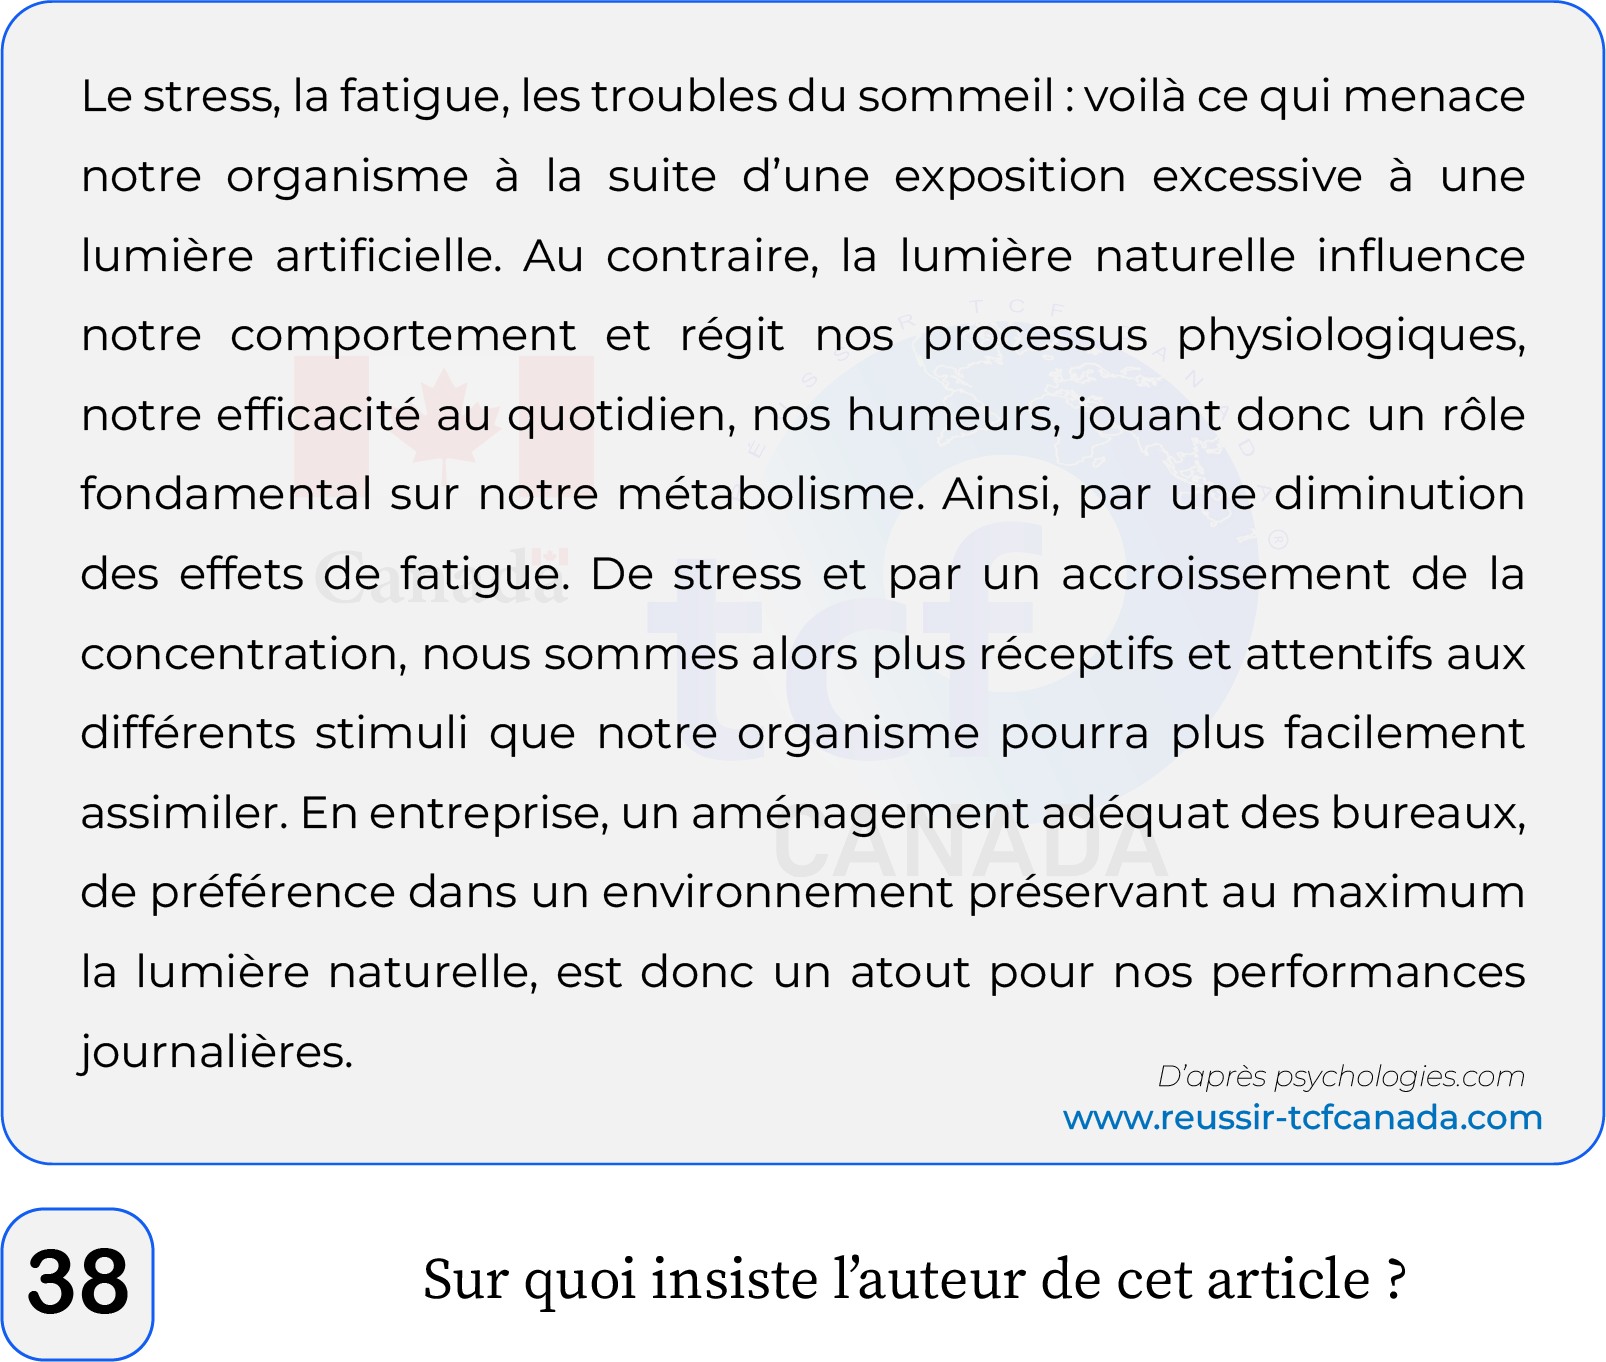 Le stress, la fatigue, les troubles du sommeil : voilà ce qui menace
notre organisme à la suite d’une exposition excessive à une
lumière artificielle. Au contraire, la lumière naturelle influence
notre comportement et régit nos processus physiologiques,
notre efficacité au quotidien, nos humeurs, jouant donc un rôle
fondamental sur notre métabolisme. Ainsi, par une diminution
des effets de fatigue. De stress et par un accroissement de la
concentration, nous sommes alors plus réceptifs et attentifs aux
différents stimuli que notre organisme pourra plus facilement
assimiler. En entreprise, un aménagement adéquat des bureaux,
de préférence dans un environnement préservant au maximum
la lumière naturelle, est donc un atout pour nos performances
journalières.
D’après psychologies.com
www.reussir-tcfcanada.com
Canada
tcf
CANADA
38
Sur quoi insiste l’auteur de cet article ?